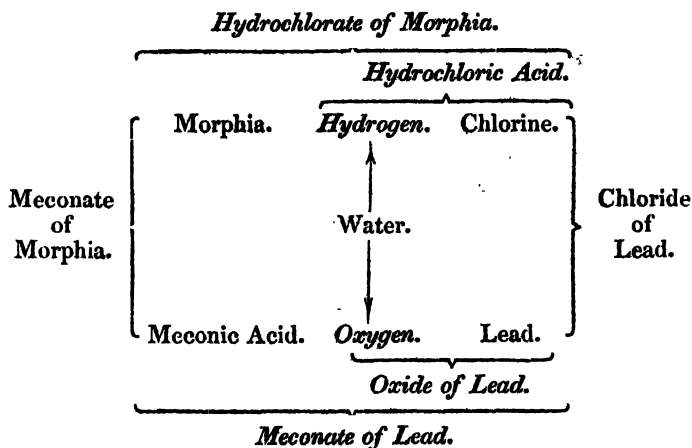 Hydrochlorate of Morphia.
Hydrochloric Acid.
Morphia. Hydrogen. Chlorine.
Meconate
of
Morphia.
Water.
Chloride
of
Lead.
Meconic Acid. Oxygen. Lead.
Oxide of Lead.
Meconate of Lead.